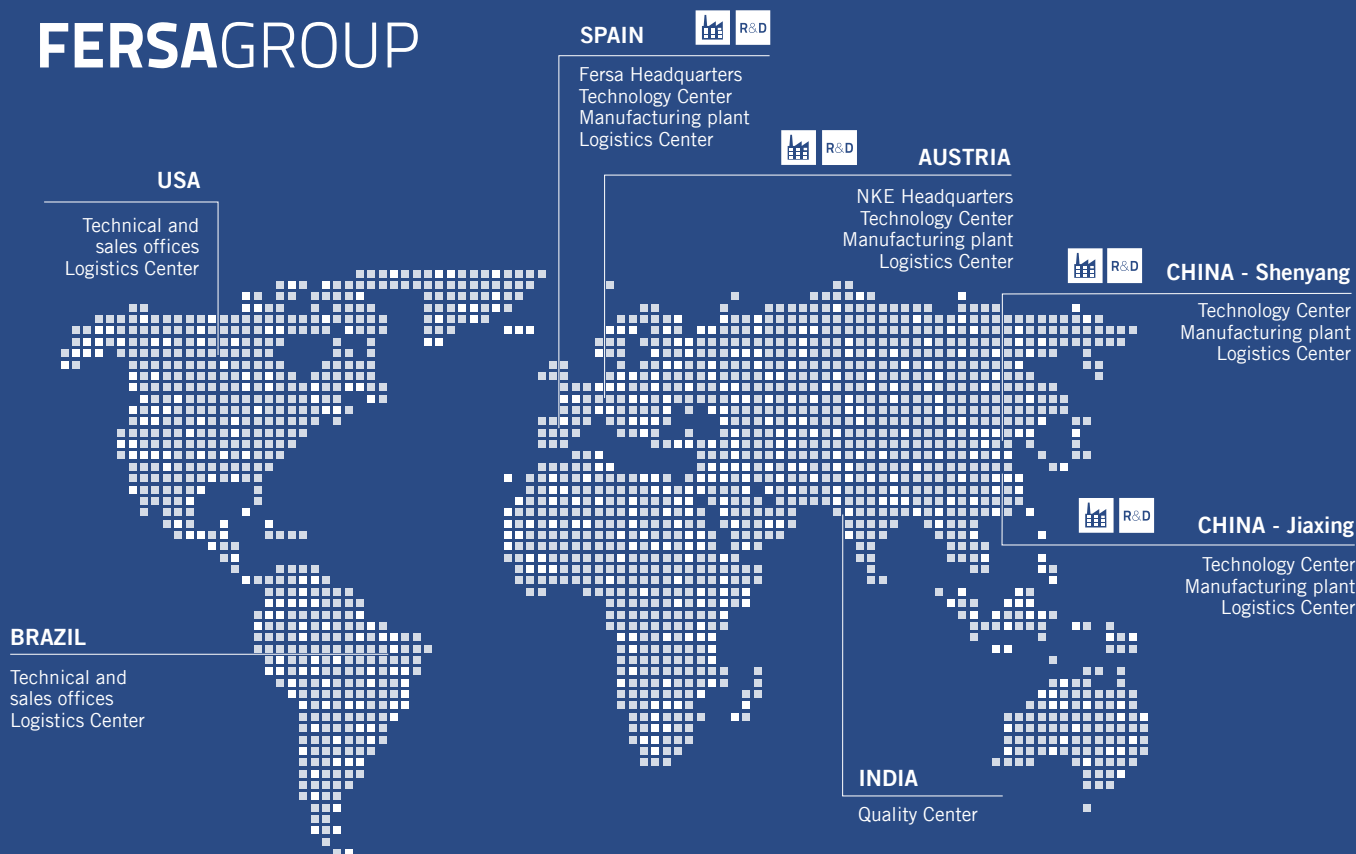 FERSAGROUP
SPAIN
R&D
Fersa Headquarters
Technology Center
Manufacturing plant
Logistics Center
R&D
AUSTRIA
NKE Headquarters
Technology Center
Manufacturing plant
Logistics Center
USA
Technical and
sales offices
Logistics Center
R&D
CHINA - Shenyang
Technology Center
Manufacturing plant
Logistics Center
R&D
CHINA - Jiaxing
Technology Center
Manufacturing plant
Logistics Center
BRAZIL
Technical and
sales offices
Logistics Center
INDIA
Quality Center